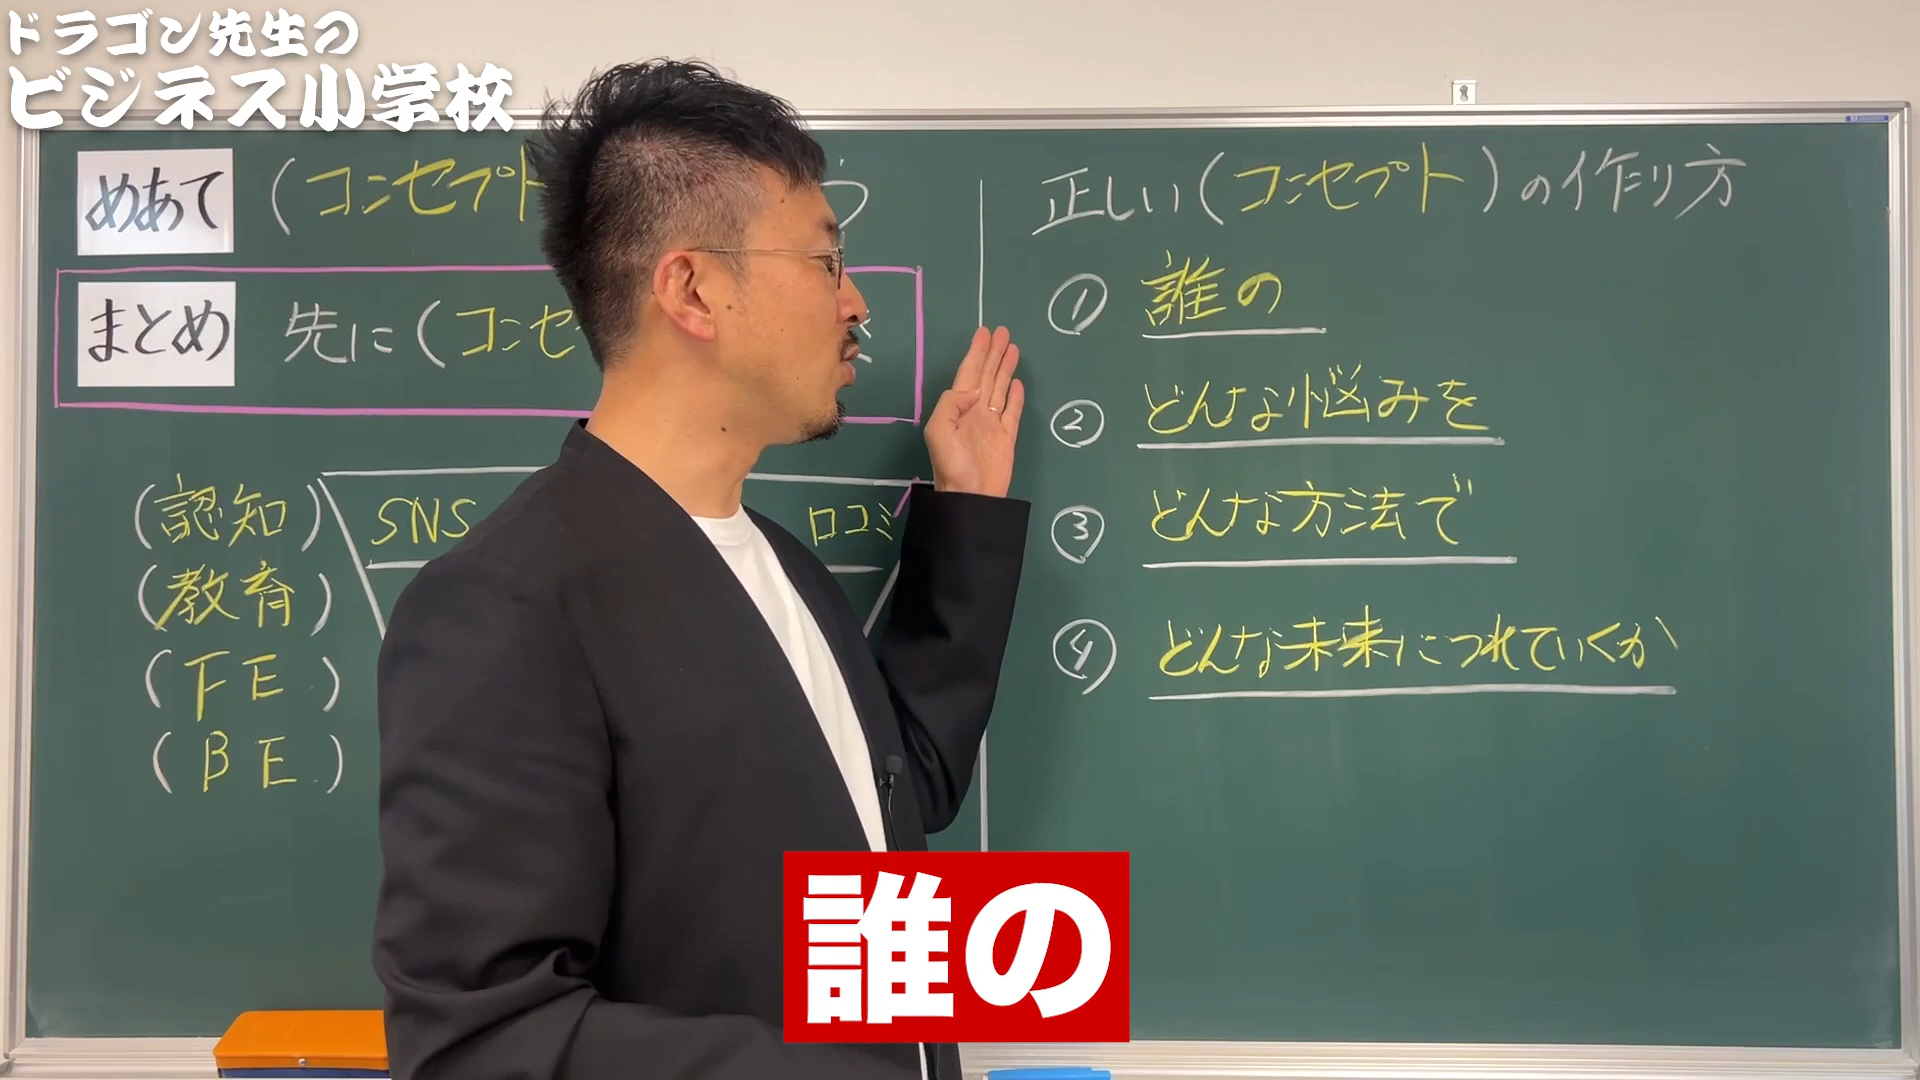 ドラゴン先生の
ビジネス小学校
めあて (コンセプト う
まとめ 先に(コンセ
(認知) SNS 口コミ
(教育)
(FE.)
(BE.)
正しい(コンセプト)の作り方
① 誰の
② どんな悩みを
③ どんな方法で
④ どんな未来につれていくか
誰の